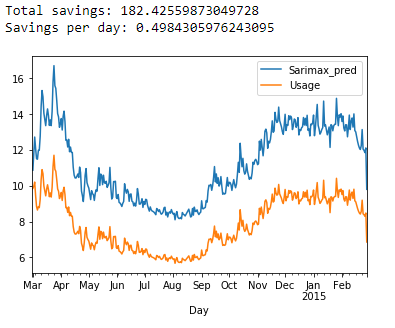 Total savings: 182.42559873049728
Savings per day: 0.4984305976243095
Sarimax_pred
Usage
16
14
12
10
8
6
Mar Apr May Jun Jul Aug Sep Oct Nov Dec Jan Feb
2015
Day